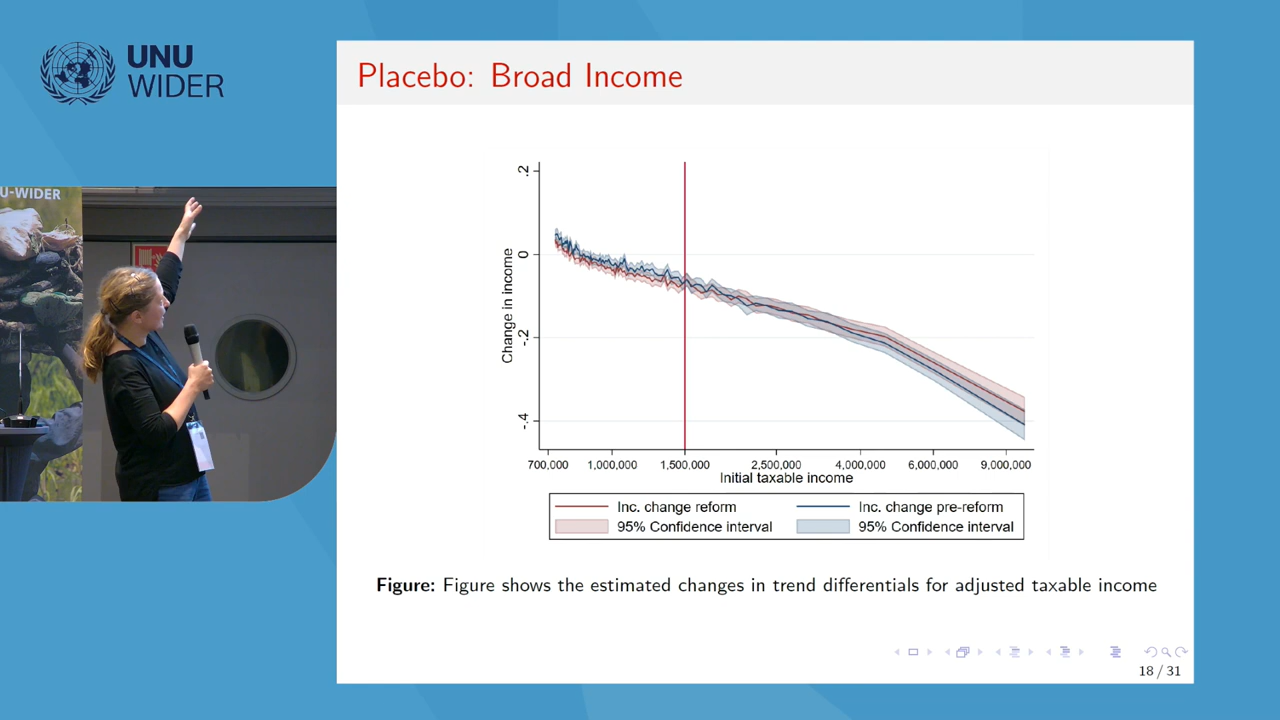 UNU
WIDER
U-WIDER
Placebo: Broad Income
.2
0
-.2
-.4
Change in income
700,000 1,000,000 1,500,000 2,500,000 4,000,000 6,000,000 9,000,000
Initial taxable income
Inc. change reform Inc. change pre-reform
95% Confidence interval 95% Confidence interval
Figure: Figure shows the estimated changes in trend differentials for adjusted taxable income
18 / 31